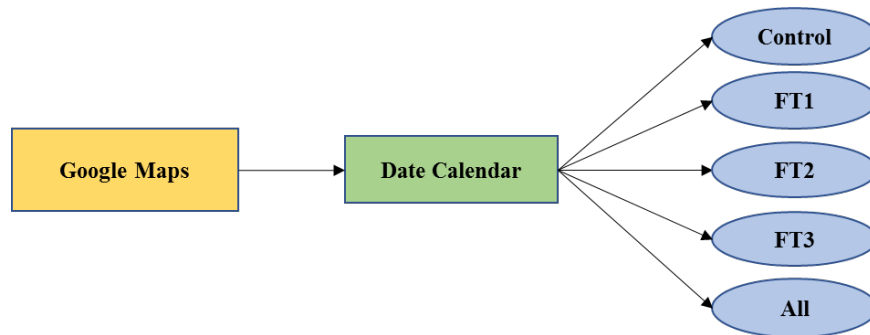 Google Maps
Date Calendar
Control
FT1
FT2
FT3
All